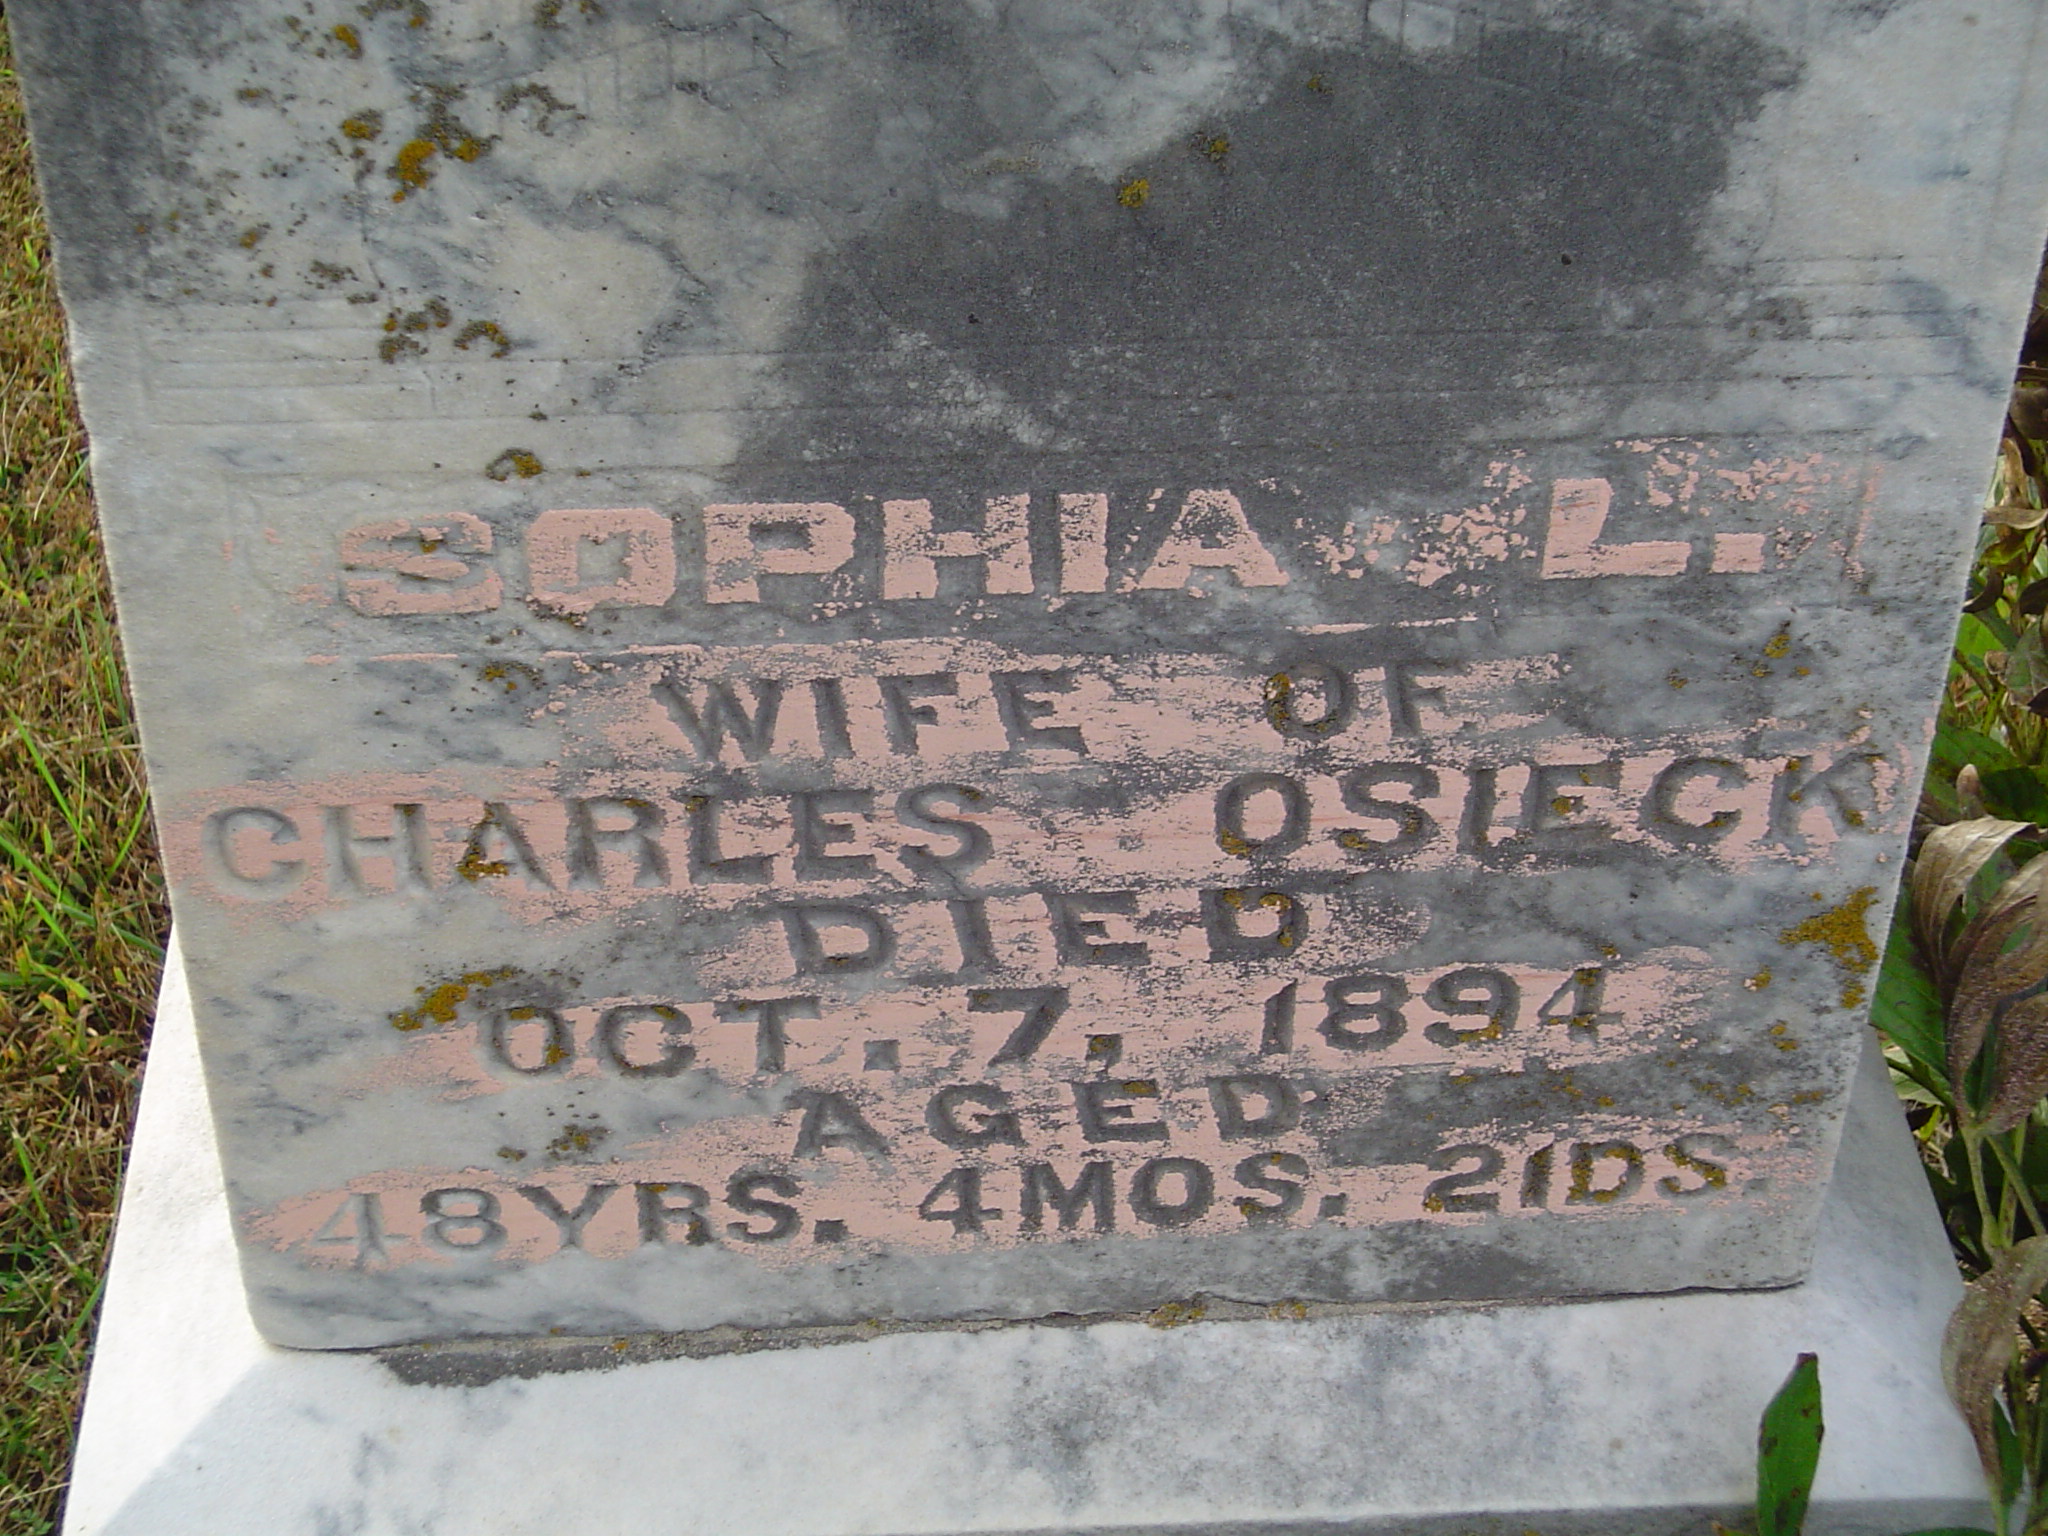 SOPHIA L.
WIFE OF
CHARLES OSIECK
DIED
OCT. 7, 1894
AGED
48YRS. 4MOS. 21DS.